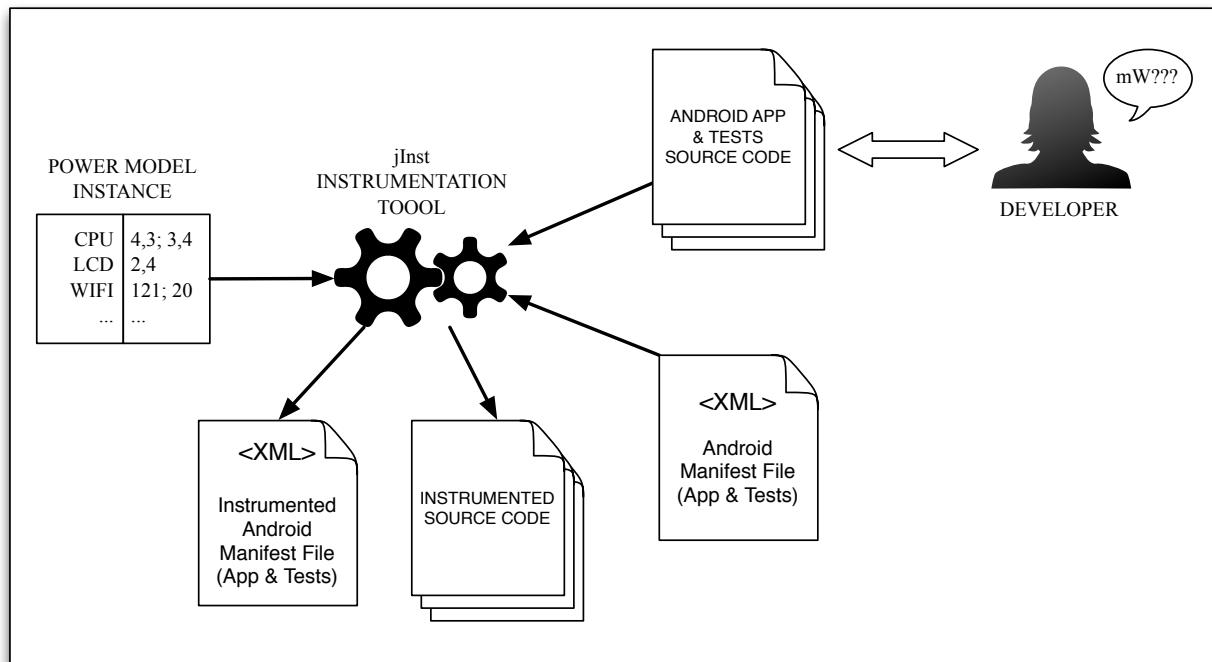 mW???
ANDROID APP
& TESTS
SOURCE CODE
DEVELOPER
jInst
INSTRUMENTATION
TOOOL
POWER MODEL
INSTANCE
CPU 4,3; 3,4
LCD 2,4
WIFI 121; 20
... ...
<XML>
Android
Manifest File
(App & Tests)
<XML>
Instrumented
Android
Manifest File
(App & Tests)
INSTRUMENTED
SOURCE CODE